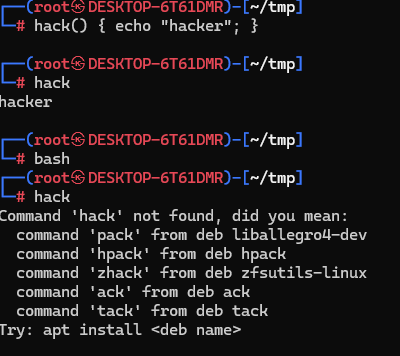 ┌──(root㉿DESKTOP-6T61DMR)-[~/tmp]
└─# hack() { echo "hacker"; }
┌──(root㉿DESKTOP-6T61DMR)-[~/tmp]
└─# hack
hacker
┌──(root㉿DESKTOP-6T61DMR)-[~/tmp]
└─# bash
┌──(root㉿DESKTOP-6T61DMR)-[~/tmp]
└─# hack
Command 'hack' not found, did you mean:
  command 'pack' from deb liballegro4-dev
  command 'hpack' from deb hpack
  command 'zhack' from deb zfsutils-linux
  command 'ack' from deb ack
  command 'tack' from deb tack
Try: apt install <deb name>